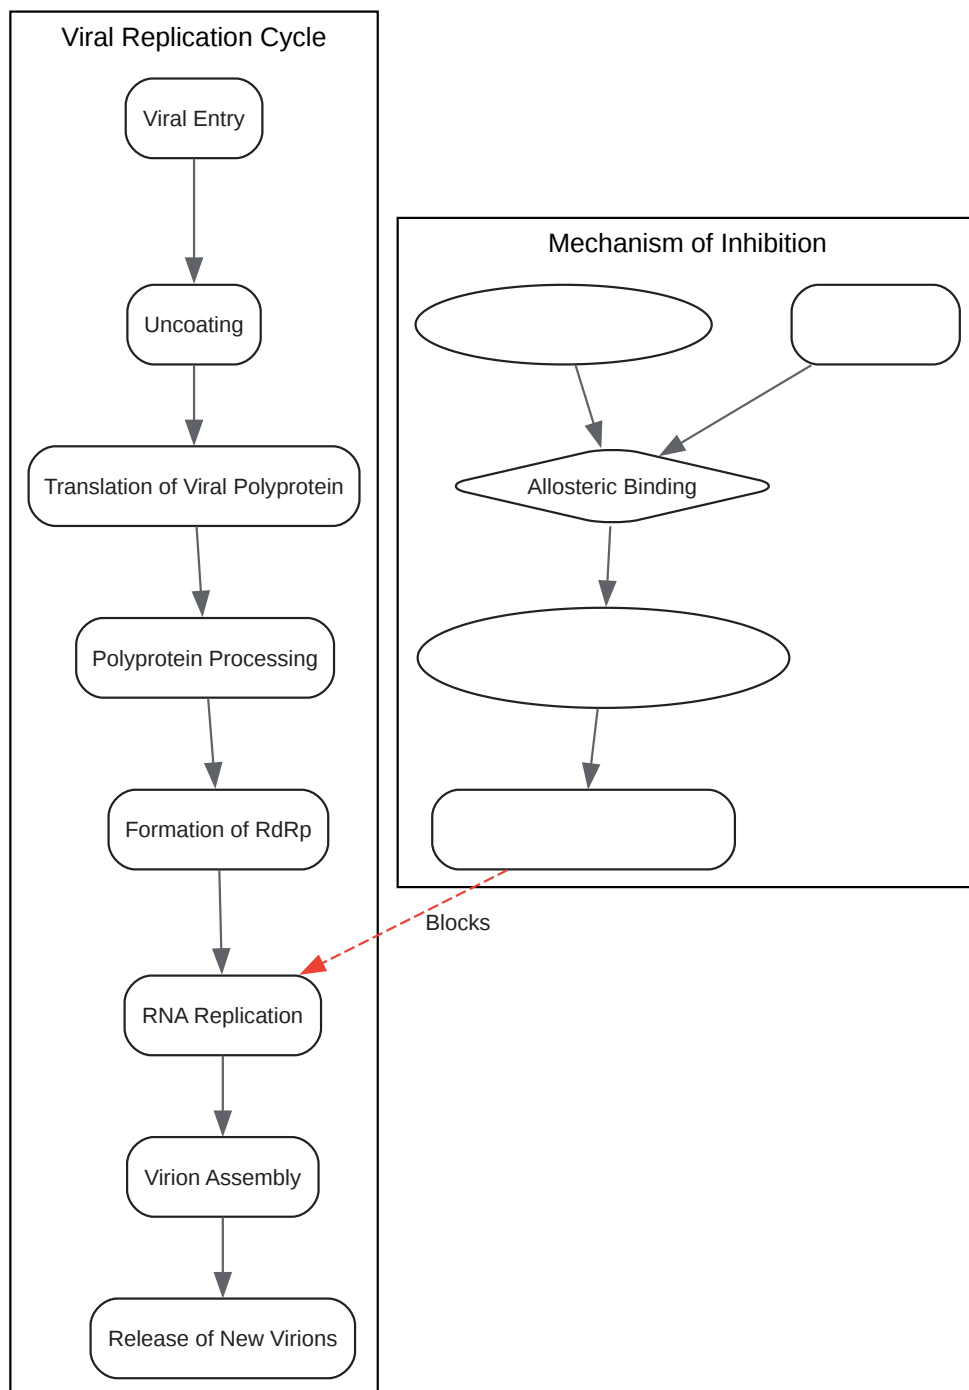 Viral Replication Cycle
Viral Entry
Uncoating
Translation of Viral Polyprotein
Polyprotein Processing
Formation of RdRp
RNA Replication
Virion Assembly
Release of New Virions
Mechanism of Inhibition
Allosteric Binding
Blocks